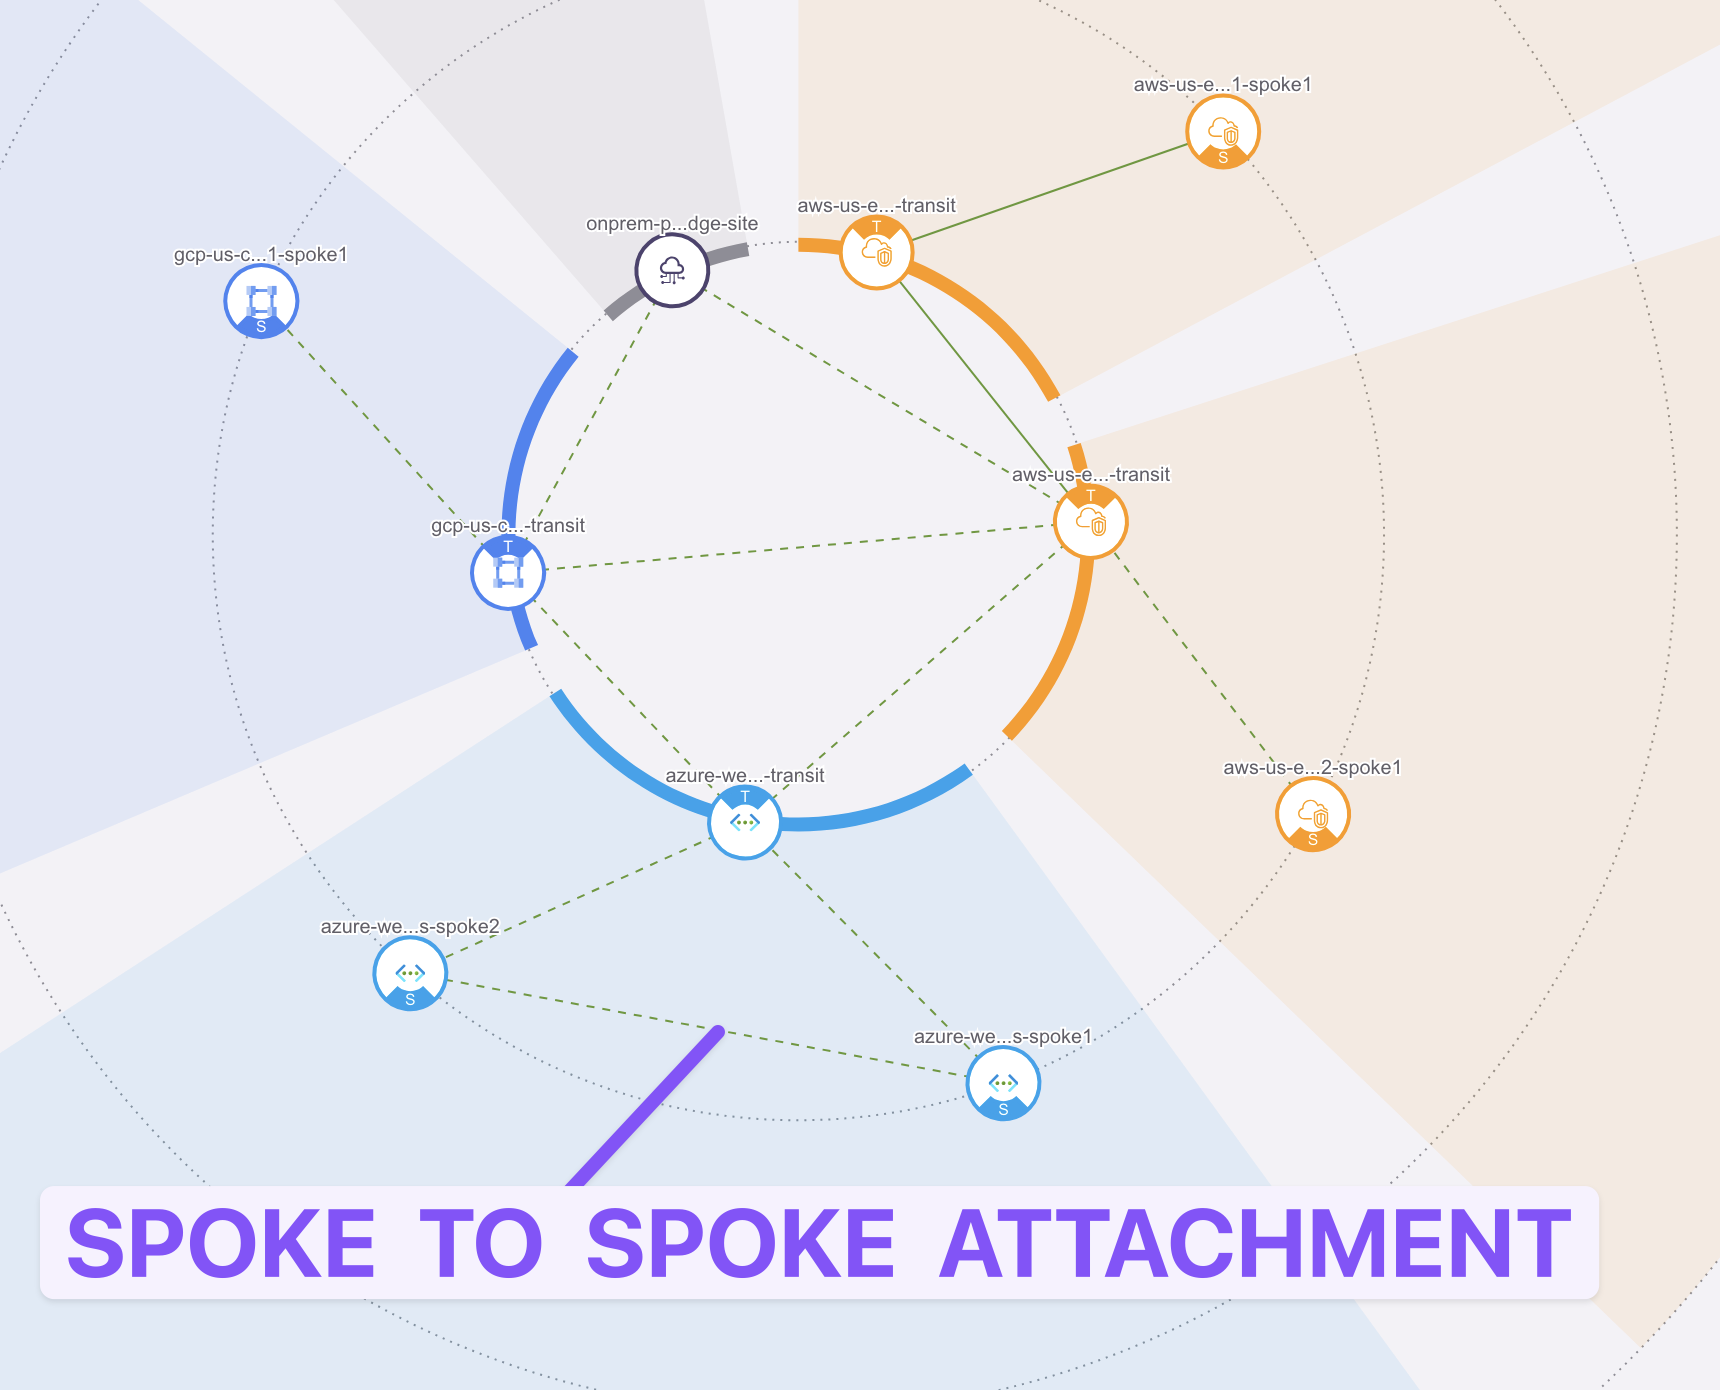 aws-us-e...1-spoke1
S
aws-us-e...-transit
T
onprem-p...dge-site
gcp-us-c...1-spoke1
S
aws-us-e...-transit
T
gcp-us-c...-transit
T
azure-we...-transit
T
aws-us-e...2-spoke1
S
azure-we...s-spoke2
S
azure-we...s-spoke1
S
SPOKE TO SPOKE ATTACHMENT